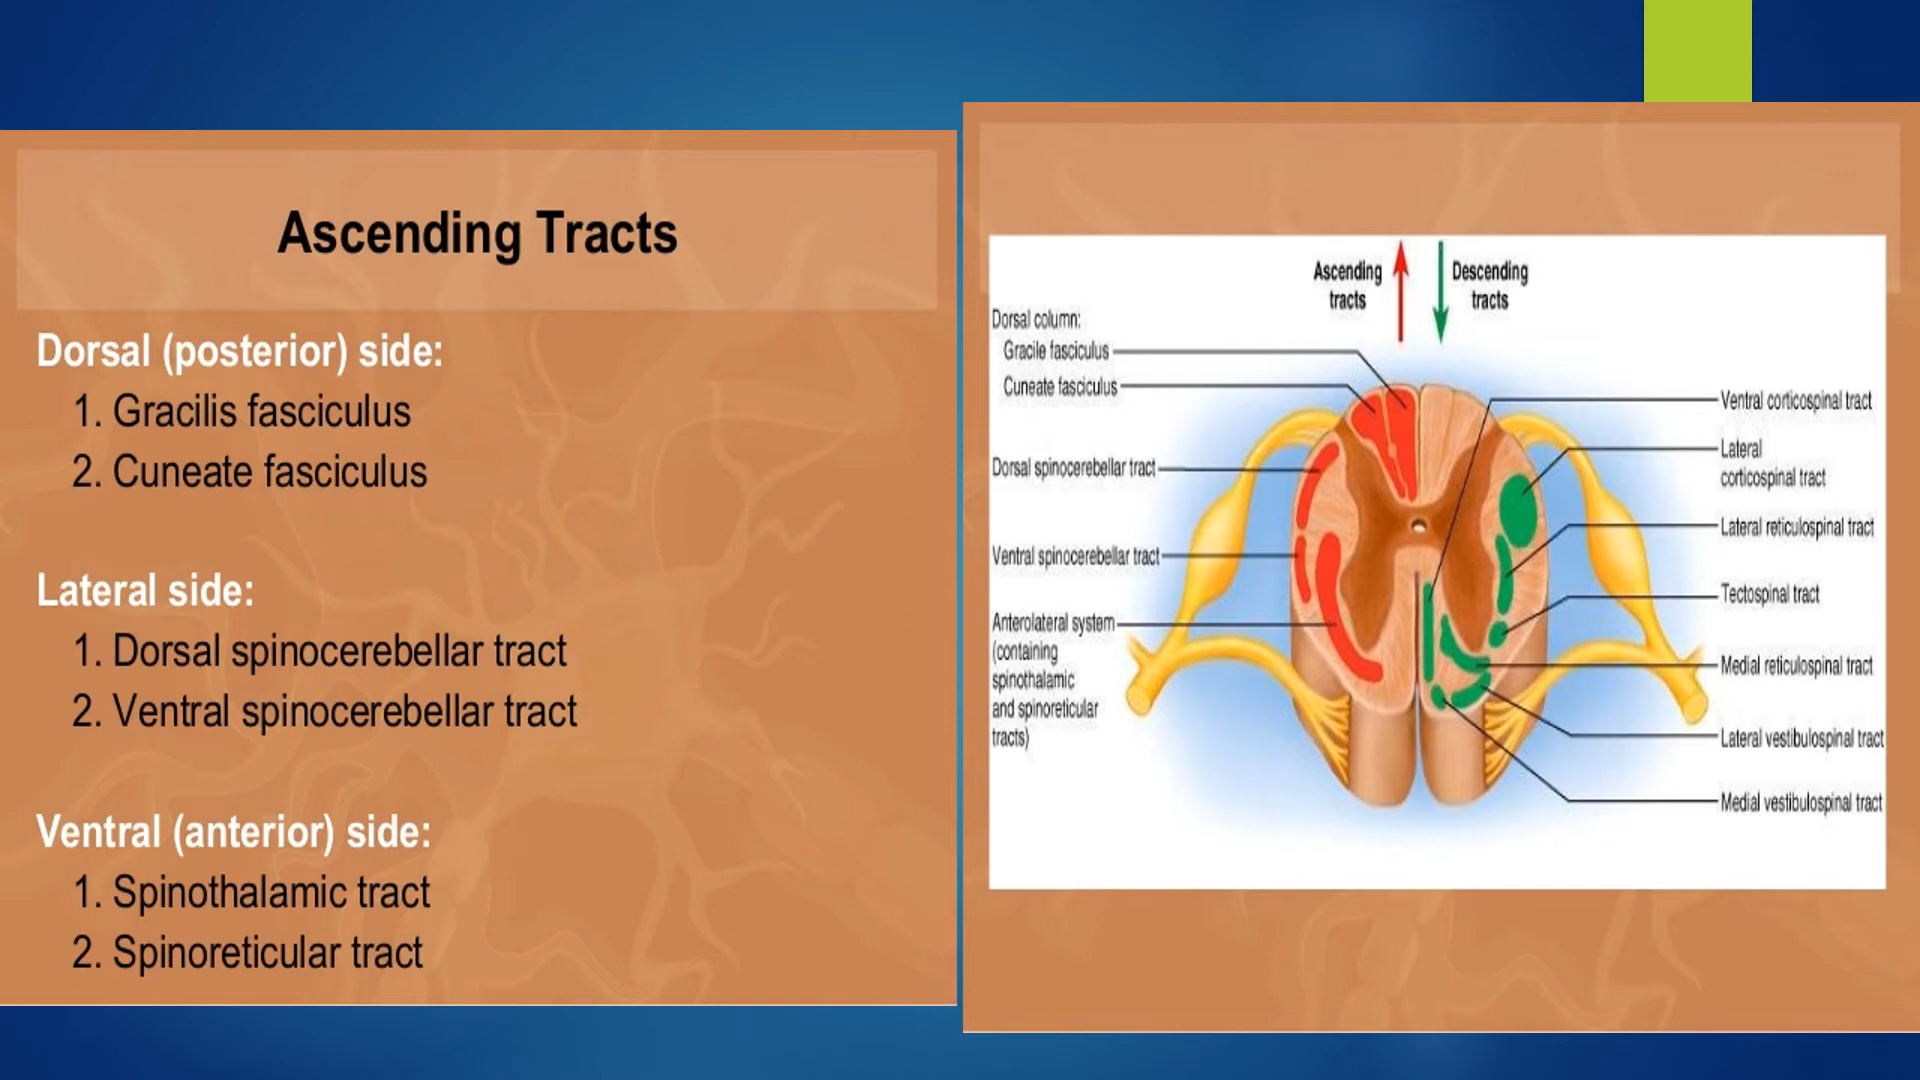 Ascending Tracts
Dorsal (posterior) side:
1. Gracilis fasciculus
2. Cuneate fasciculus
Lateral side:
1. Dorsal spinocerebellar tract
2. Ventral spinocerebellar tract
Ventral (anterior) side:
1. Spinothalamic tract
2. Spinoreticular tract
Ascending
tracts
Descending
tracts
Dorsal column:
Gracile fasciculus
Cuneate fasciculus
Dorsal spinocerebellar tract
Ventral spinocerebellar tract
Anterolateral system
(containing
spinothalamic
and spinoreticular
tracts)
Ventral corticospinal tract
Lateral
corticospinal tract
Lateral reticulospinal tract
Tectospinal tract
Medial reticulospinal tract
Lateral vestibulospinal tract
Medial vestibulospinal tract